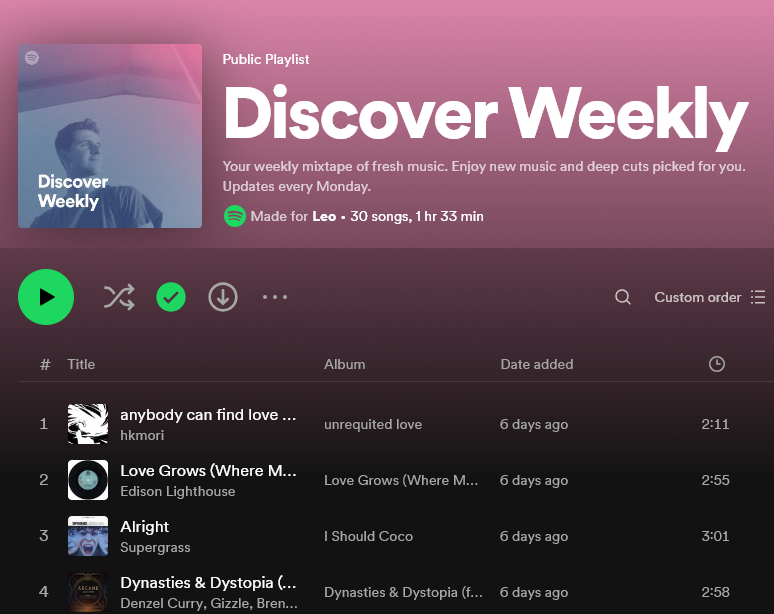 Public Playlist
Discover Weekly
Discover
Weekly
Your weekly mixtape of fresh music. Enjoy new music and deep cuts picked for you.
Updates every Monday.
Made for Leo • 30 songs, 1 hr 33 min
Custom order
# Title Album Date added
1 anybody can find love ... unrequited love 6 days ago 2:11
hkmori
2 Love Grows (Where M... Love Grows (Where M... 6 days ago 2:55
Edison Lighthouse
3 Alright I Should Coco 6 days ago 3:01
Supergrass
4 Dynasties & Dystopia (... Dynasties & Dystopia (f... 6 days ago 2:58
ARCANE
Denzel Curry, Gizzle, Bren...